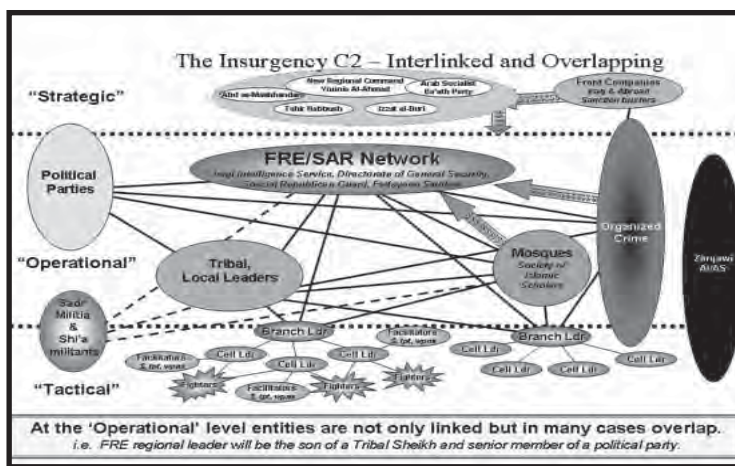 The Insurgency C2 – Interlinked and Overlapping
"Strategic"
New Regional Command
Younis Al-Ahmad
Arab Socialist
Ba'ath Party
Tahir Habbush
Izzat al-Duri
Front Companies
Iraq & Abroad
Sanction busters
Political
Parties
FRE/SAR Network
Iraqi Intelligence Service, Directorate of General Security,
Special Republican Guard, Fedayeen Saddam
Organized
Crime
"Operational"
Tribal,
Local Leaders
Mosques
Society of
Islamic
Scholars
Zarqawi
AI/AS
Sadr
Militia
&
Shi'a
militants
Branch Ldr
Branch Ldr
Facilitators
$, tpt, wpns
Facilitators
$, tpt, wpns
Cell Ldr
Cell Ldr
Cell Ldr
Cell Ldr
Cell Ldr
Cell Ldr
Cell Ldr
"Tactical"
Fighters
Facilitators
$, tpt, wpns
Fighters
Fighters
At the 'Operational' level entities are not only linked but in many cases overlap.
i.e. FRE regional leader will be the son of a Tribal Sheikh and senior member of a political party.